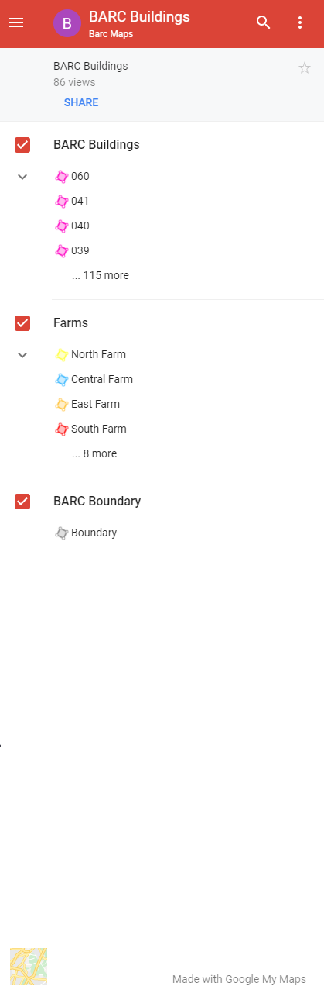 B
BARC Buildings
Barc Maps
BARC Buildings
86 views
SHARE
BARC Buildings
060
041
040
039
... 115 more
Farms
North Farm
Central Farm
East Farm
South Farm
... 8 more
BARC Boundary
Boundary
Made with Google My Maps